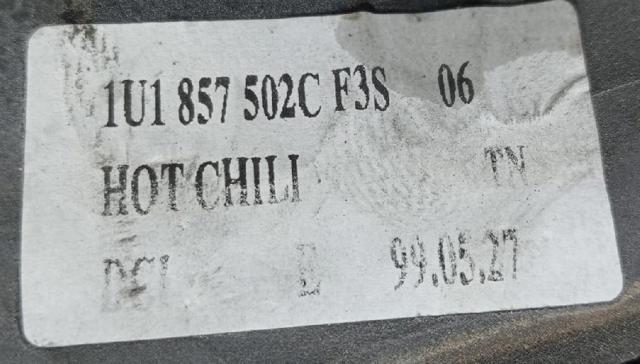 1U1 857 502C F3S 06
HOT CHILI TN
99.05.27